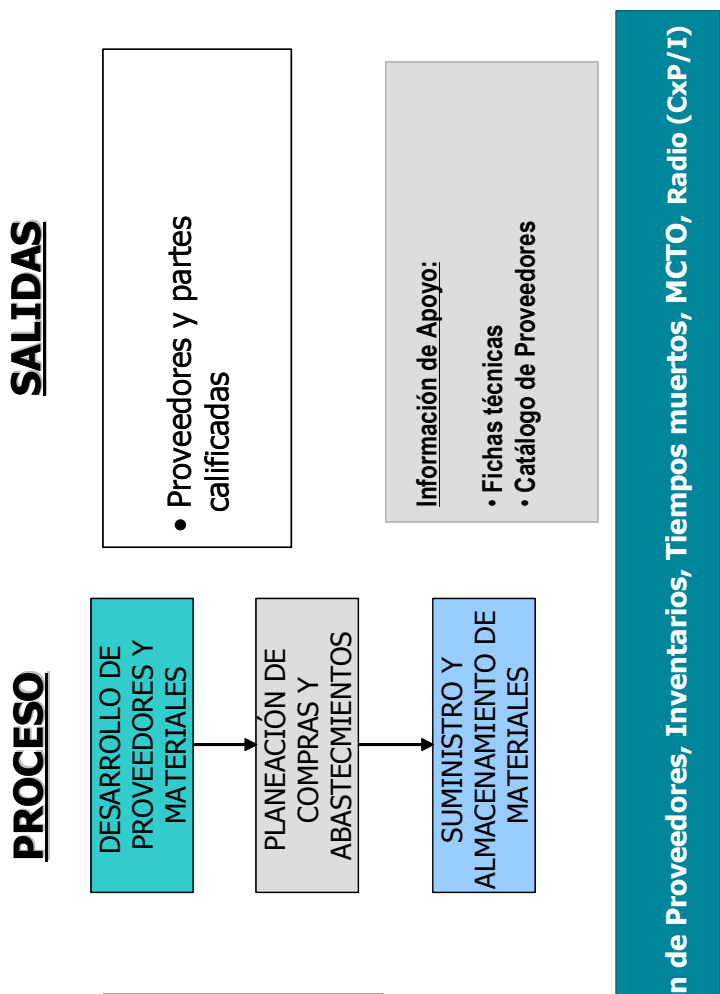 PROCESO
DESARROLLO DE
PROVEEDORES Y
MATERIALES
PLANEACIÓN DE
COMPRAS Y
ABASTECMIENTOS
SUMINISTRO Y
ALMACENAMIENTO DE
MATERIALES
SALIDAS
• Proveedores y partes
calificadas
Información de Apoyo:
• Fichas técnicas
• Catálogo de Proveedores
n de Proveedores, Inventarios, Tiempos muertos, MCTO, Radio (CxP/I)